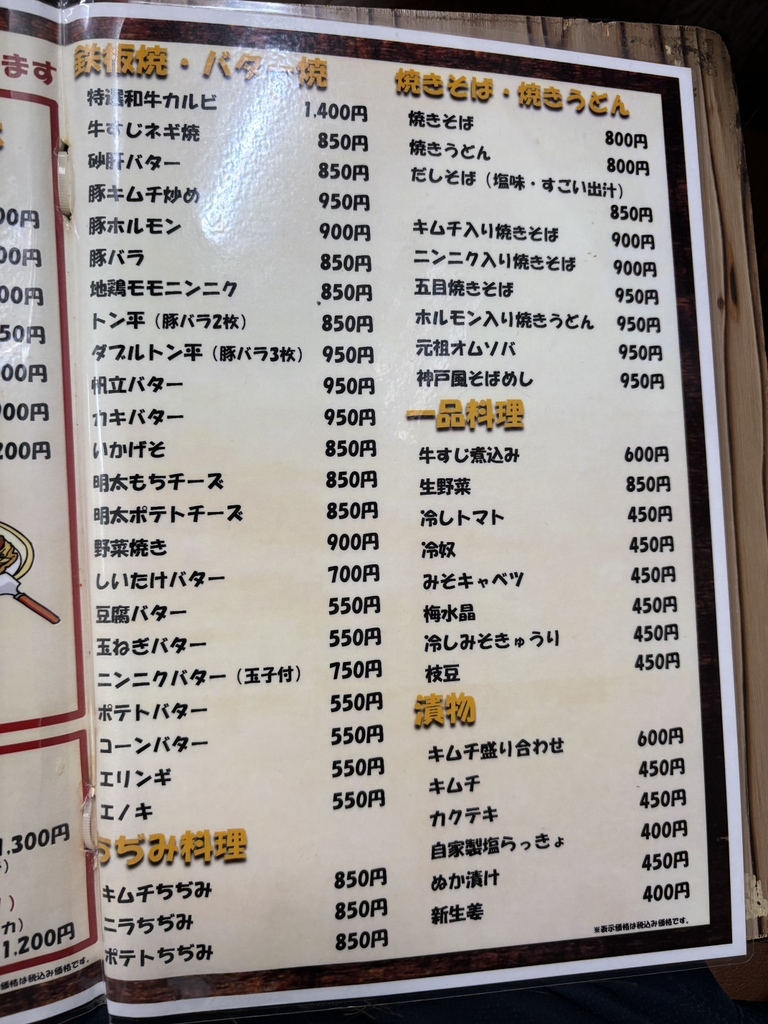 ます
00円
00円
00円
50円
00円
900円
200円
1,300円
カ）
1,200円
価格は税込み価格です。
鉄板焼・バター焼
特選和牛カルビ 1,400円
牛すじネギ焼 850円
砂肝バター 850円
豚キムチ炒め 950円
豚ホルモン 900円
豚バラ 850円
地鶏モモニンニク 850円
トン平（豚バラ2枚） 850円
ダブルトン平（豚バラ3枚） 950円
帆立バター 950円
カキバター 950円
いかげそ 850円
明太もちチーズ 850円
明太ポテトチーズ 850円
野菜焼き 900円
しいたけバター 700円
豆腐バター 550円
玉ねぎバター 550円
ニンニクバター（玉子付） 750円
ポテトバター 550円
コーンバター 550円
エリンギ 550円
エノキ 550円
ちぢみ料理
キムチちぢみ 850円
ニラちぢみ 850円
ポテトちぢみ 850円
焼きそば・焼きうどん
焼きそば 800円
焼きうどん 800円
だしそば（塩味・すごい出汁）
850円
キムチ入り焼きそば 900円
ニンニク入り焼きそば 900円
五目焼きそば 950円
ホルモン入り焼きうどん 950円
元祖オムソバ 950円
神戸風そばめし 950円
一品料理
牛すじ煮込み 600円
生野菜 850円
冷しトマト 450円
冷奴 450円
みそキャベツ 450円
梅水晶 450円
冷しみそきゅうり 450円
枝豆 450円
漬物
キムチ盛り合わせ 600円
キムチ 450円
カクテキ 450円
自家製塩らっきょ 400円
ぬか漬け 450円
新生姜 400円
※表示価格は税込み価格です。